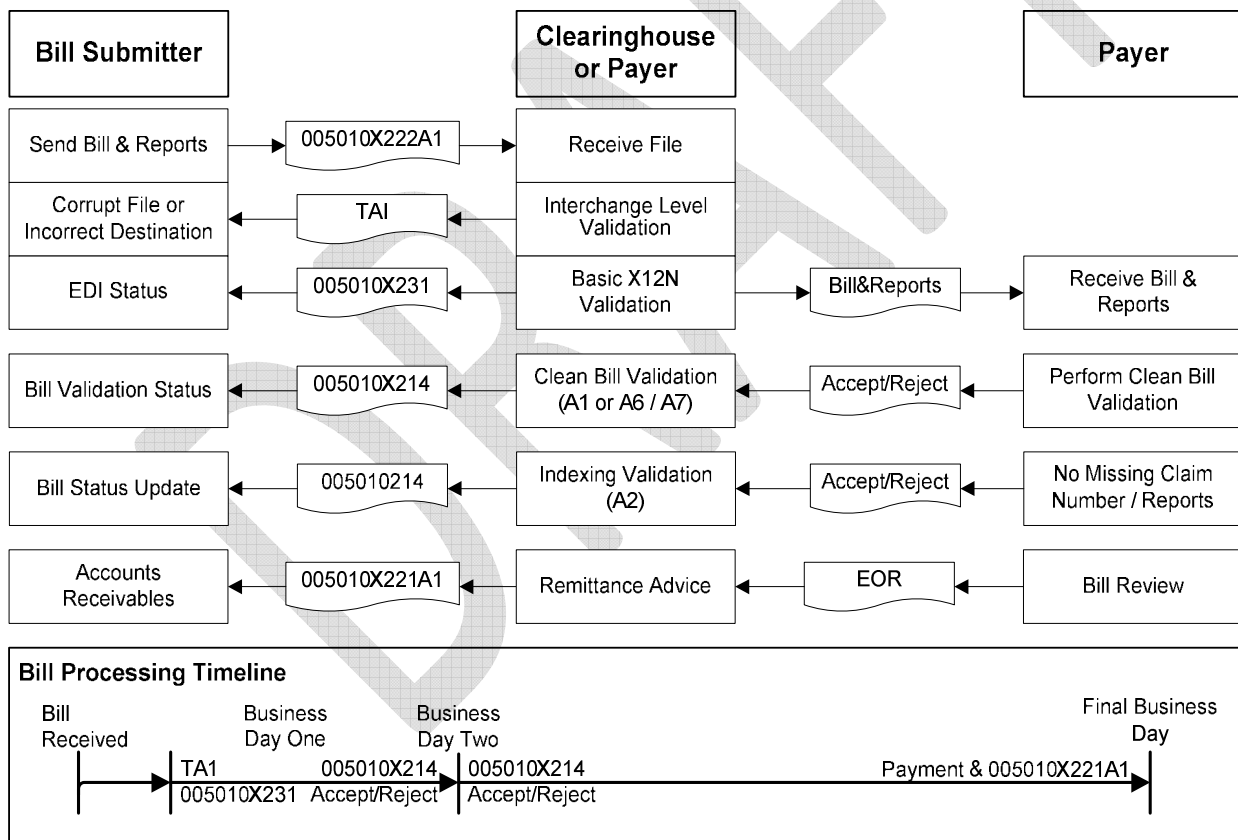 Bill Submitter
Clearinghouse
or Payer
Payer
Send Bill & Reports
005010X222A1
Receive File
Corrupt File or
Incorrect Destination
TAI
Interchange Level
Validation
EDI Status
005010X231
Basic X12N
Validation
Bill&Reports
Receive Bill &
Reports
Bill Validation Status
005010X214
Clean Bill Validation
(A1 or A6 / A7)
Accept/Reject
Perform Clean Bill
Validation
Bill Status Update
005010214
Indexing Validation
(A2)
Accept/Reject
No Missing Claim
Number / Reports
Accounts
Receivables
005010X221A1
Remittance Advice
EOR
Bill Review
Bill Processing Timeline
Bill
Received
Business
Day One
Business
Day Two
Final Business
Day
TA1
005010X214
005010X214
Payment & 005010X221A1
005010X231
Accept/Reject
Accept/Reject
DRAFT